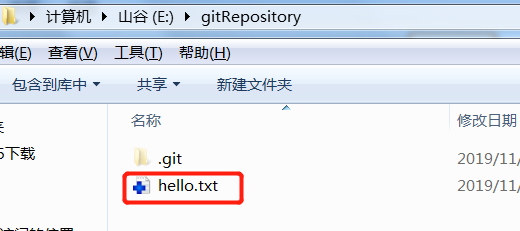 计算机 ▸ 山谷 (E:) ▸ gitRepository
辑(E) 查看(V) 工具(T) 帮助(H)
包含到库中 共享 新建文件夹
名称 修改日期
5下载
.git 2019/11/
hello.txt 2019/11/